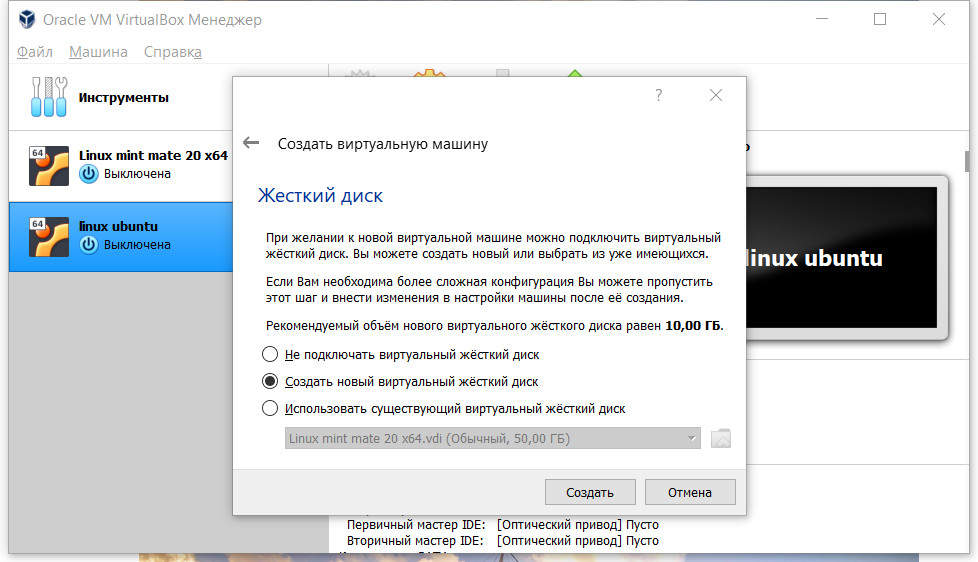 Oracle VM VirtualBox Менеджер
Файл Машина Справка
Инструменты
64
Linux mint mate 20 x64
Выключена
64
linux ubuntu
Выключена
?
Создать виртуальную машину
Жесткий диск
При желании к новой виртуальной машине можно подключить виртуальный
жёсткий диск. Вы можете создать новый или выбрать из уже имеющихся.
Если Вам необходима более сложная конфигурация Вы можете пропустить
этот шаг и внести изменения в настройки машины после её создания.
Рекомендуемый объём нового виртуального жёсткого диска равен 10,00 ГБ.
Не подключать виртуальный жёсткий диск
Создать новый виртуальный жёсткий диск
Использовать существующий виртуальный жёсткий диск
Linux mint mate 20 x64.vdi (Обычный, 50,00 ГБ)
Создать Отмена
linux ubuntu
Первичный мастер IDE: [Оптический привод] Пусто
Вторичный мастер IDE: [Оптический привод] Пусто